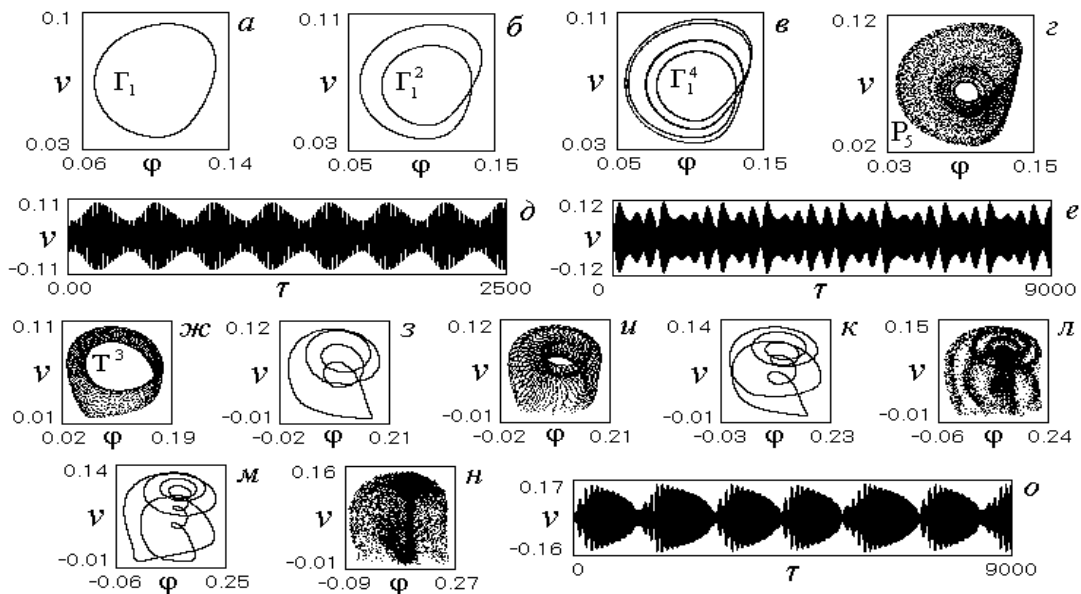 0.1 а
v Γ₁
0.03
0.06 φ 0.14
0.11 б
v Γ₁²
0.03
0.05 φ 0.15
0.11 в
v Γ₁⁴
0.03
0.05 φ 0.15
0.12 г
v P₅
0.02
0.03 φ 0.15
0.11 д
v
-0.11
0.00 τ 2500
0.12 е
v
-0.12
0 τ 9000
0.11 ж
v T³
0.01
0.02 φ 0.19
0.12 з
v
-0.01
-0.02 φ 0.21
0.11 и
v
-0.01
-0.02 φ 0.21
0.14 к
v
-0.01
-0.03 φ 0.23
0.15 л
v
-0.01
-0.06 φ 0.24
0.14 м
v
-0.01
-0.06 φ 0.25
0.16 н
v
-0.01
-0.09 φ 0.27
0.17 о
v
-0.16
0 τ 9000